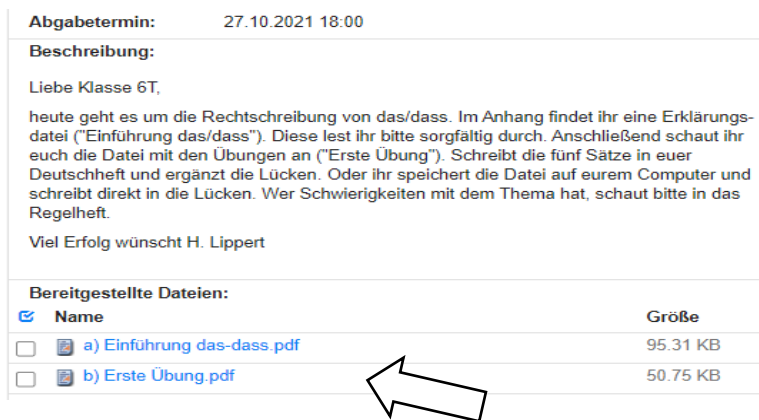 Abgabetermin: 27.10.2021 18:00
Beschreibung:
Liebe Klasse 6T,
heute geht es um die Rechtschreibung von das/dass. Im Anhang findet ihr eine Erklärungs-
datei ("Einführung das/dass"). Diese lest ihr bitte sorgfältig durch. Anschließend schaut ihr
euch die Datei mit den Übungen an ("Erste Übung"). Schreibt die fünf Sätze in euer
Deutschheft und ergänzt die Lücken. Oder ihr speichert die Datei auf eurem Computer und
schreibt direkt in die Lücken. Wer Schwierigkeiten mit dem Thema hat, schaut bitte in das
Regelheft.
Viel Erfolg wünscht H. Lippert
Bereitgestellte Dateien:
Name Größe
a) Einführung das-dass.pdf 95.31 KB
b) Erste Übung.pdf 50.75 KB